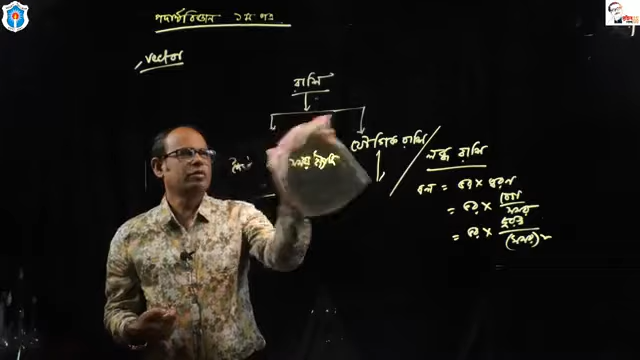 পদার্থবিজ্ঞান ১ম পত্র
vector
রাশি
যৌগিক রাশি / লব্ধ রাশি
বল = ভর × ত্বরণ
= ভর × বেগ / সময়
= ভর × দূরত্ব / (সময়)²